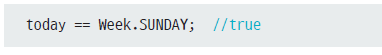 today == Week.SUNDAY;  //true